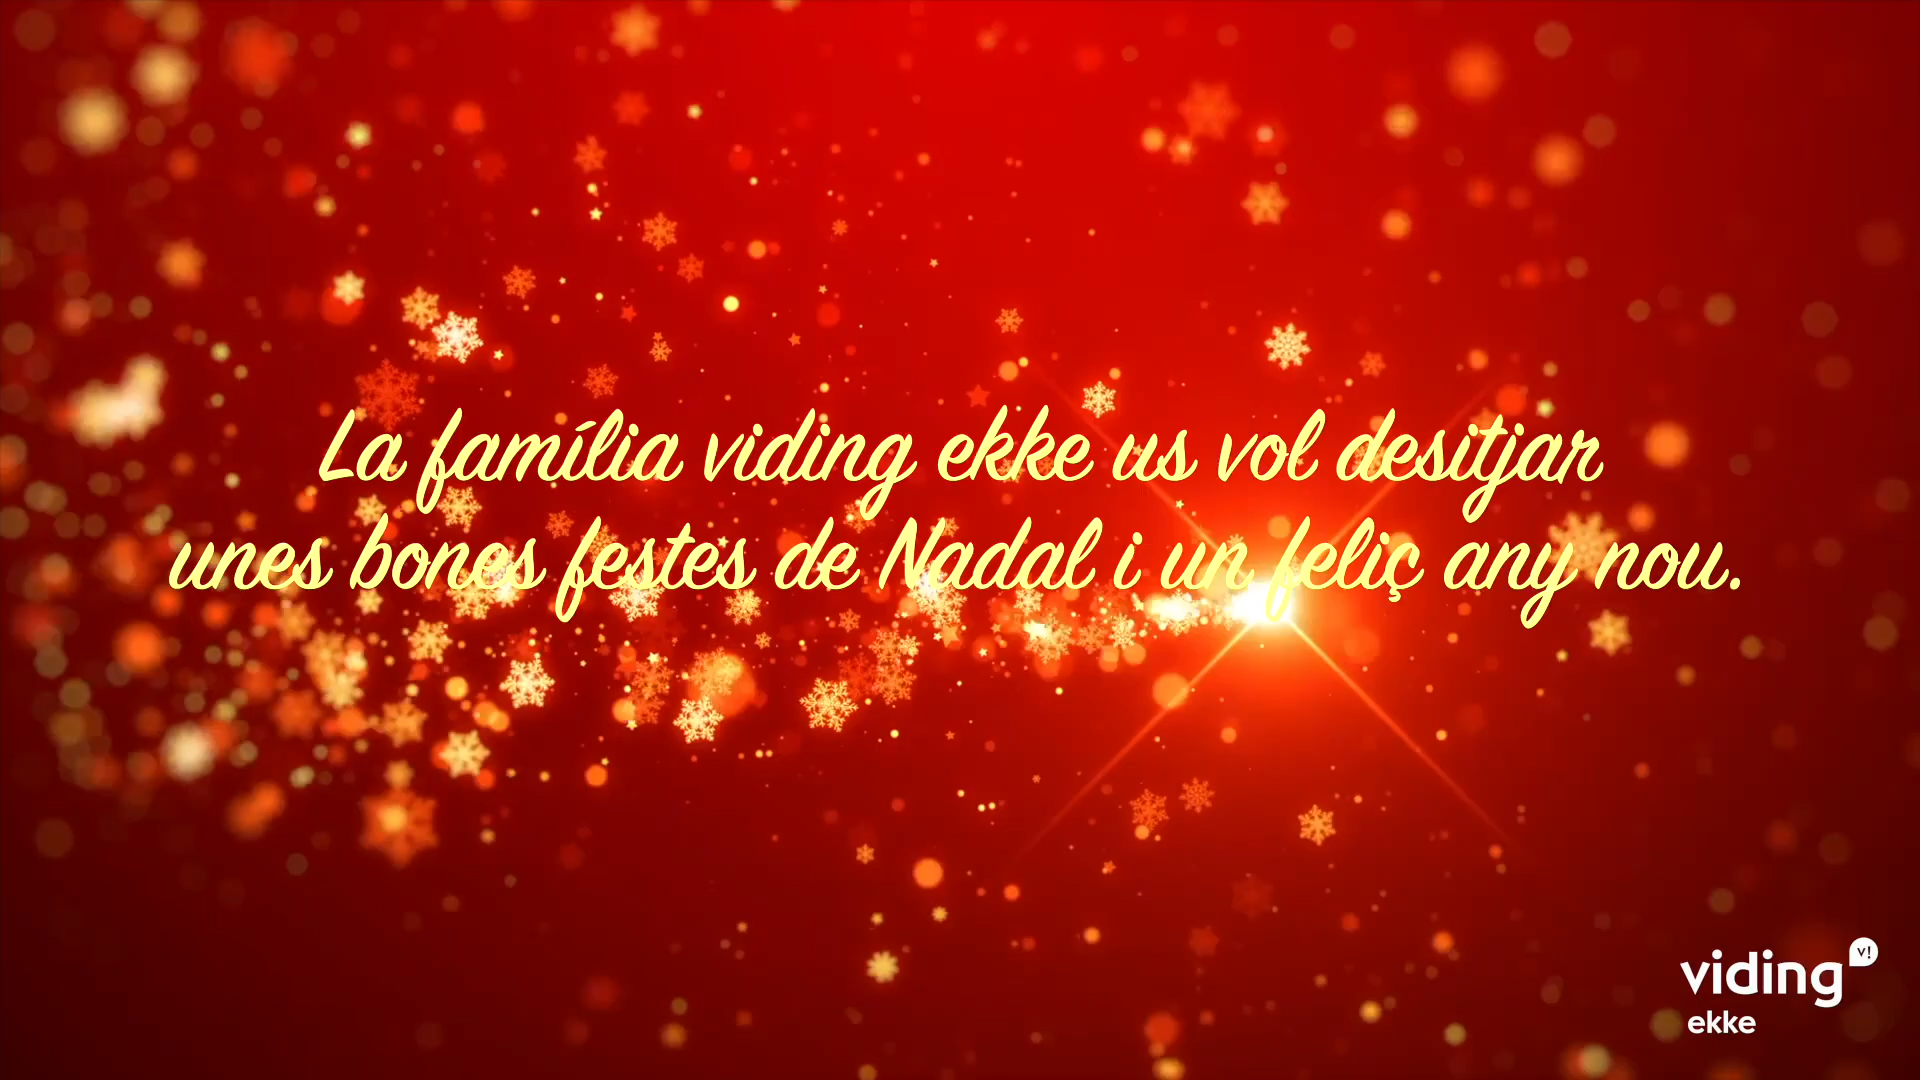 La família viding ekke us vol desitjar
unes bones festes de Nadal i un feliç any nou.
viding v!
ekke